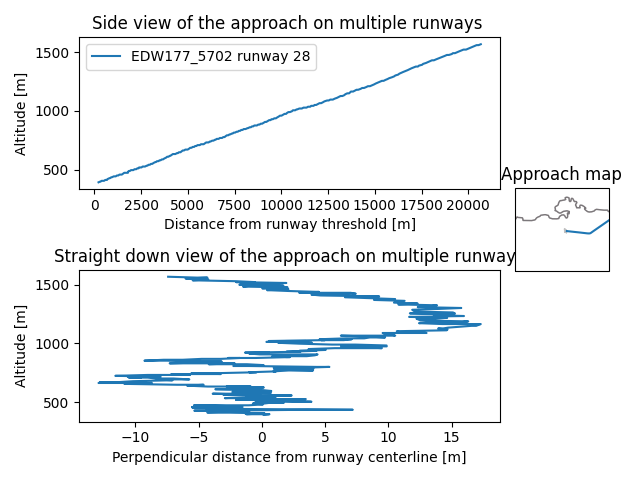 Side view of the approach on multiple runways
EDW177_5702 runway 28
1500
1000
500
Altitude [m]
0 2500 5000 7500 10000 12500 15000 17500 20000
Distance from runway threshold [m]
Approach map
Straight down view of the approach on multiple runway
1500
1000
500
Altitude [m]
−10 −5 0 5 10 15
Perpendicular distance from runway centerline [m]